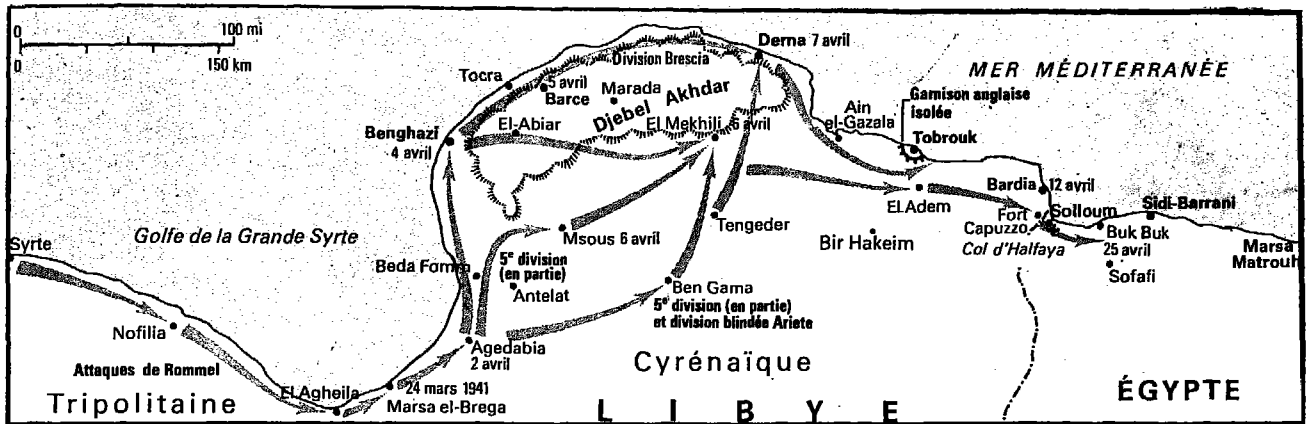 0 100 mi
0 150 km
Derna 7 avril
Division Brescia
MER MÉDITERRANÉE
Tocra
5 avril
Barce
Marada
Djebel Akhdar
Garnison anglaise
isolée
Ain
el-Gazala
Tobrouk
Benghazi
4 avril
El-Abiar
El Mekhili 6 avril
Bardia 12 avril
El Adem
Fort
Capuzzo
Solloum
Sidi-Barrani
Tengeder
Buk Buk
25 avril
Col d'Halfaya
Sofafi
Marsa
Matrouh
Bir Hakeim
Msous 6 avril
Golfe de la Grande Syrte
Syrte
Beda Fomm
5e division
(en partie)
Antelat
Ben Gama
5e division (en partie)
et division blindée Ariete
Nofilia
Agedabia
2 avril
Cyrénaïque
Attaques de Rommel
El Agheila
24 mars 1941
Marsa el-Brega
Tripolitaine
LIBYE
ÉGYPTE